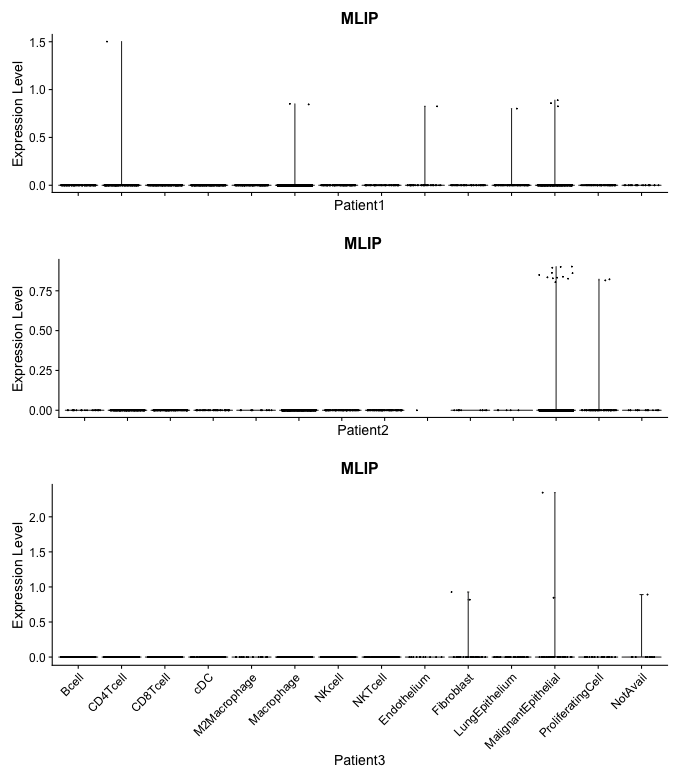 MLIP
Expression Level
1.5
1.0
0.5
0.0
Patient1
MLIP
Expression Level
0.75
0.50
0.25
0.00
Patient2
MLIP
Expression Level
2.0
1.5
1.0
0.5
0.0
Bcell
CD4Tcell
CD8Tcell
cDC
M2Macrophage
Macrophage
NKcell
NKTcell
Endothelium
Fibroblast
LungEpithelium
MalignantEpithelial
ProliferatingCell
NotAvail
Patient3